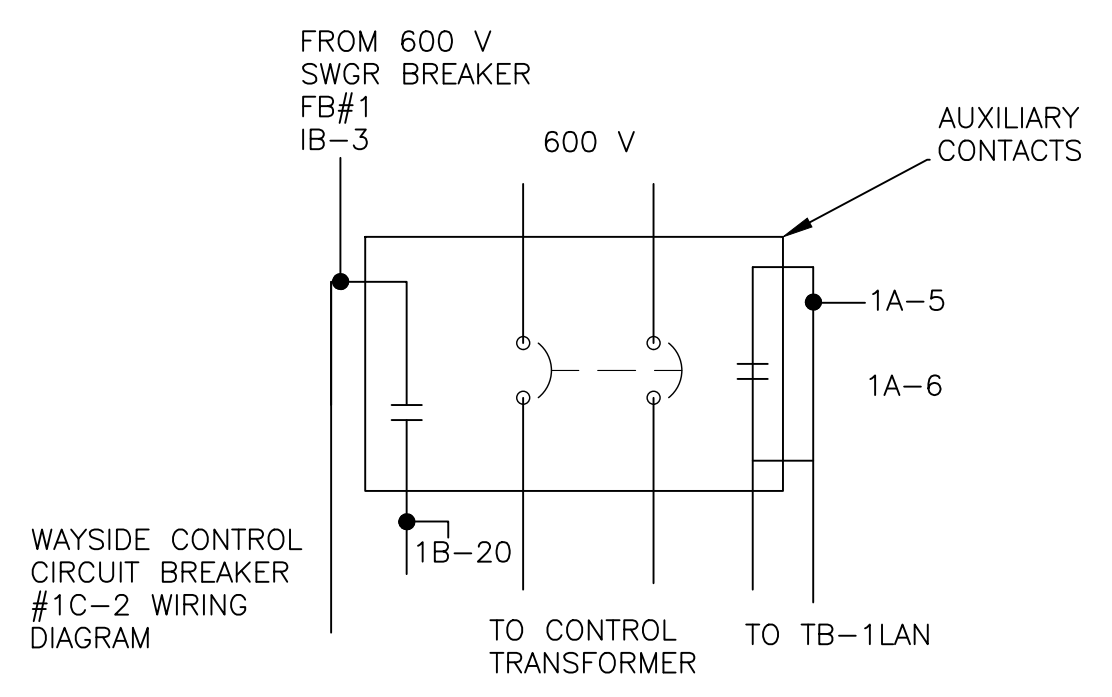 FROM 600 V
SWGR BREAKER
FB#1
IB-3
600 V
AUXILIARY
CONTACTS
1A-5
1A-6
1B-20
WAYSIDE CONTROL
CIRCUIT BREAKER
#1C-2 WIRING
DIAGRAM
TO CONTROL
TRANSFORMER
TO TB-1LAN